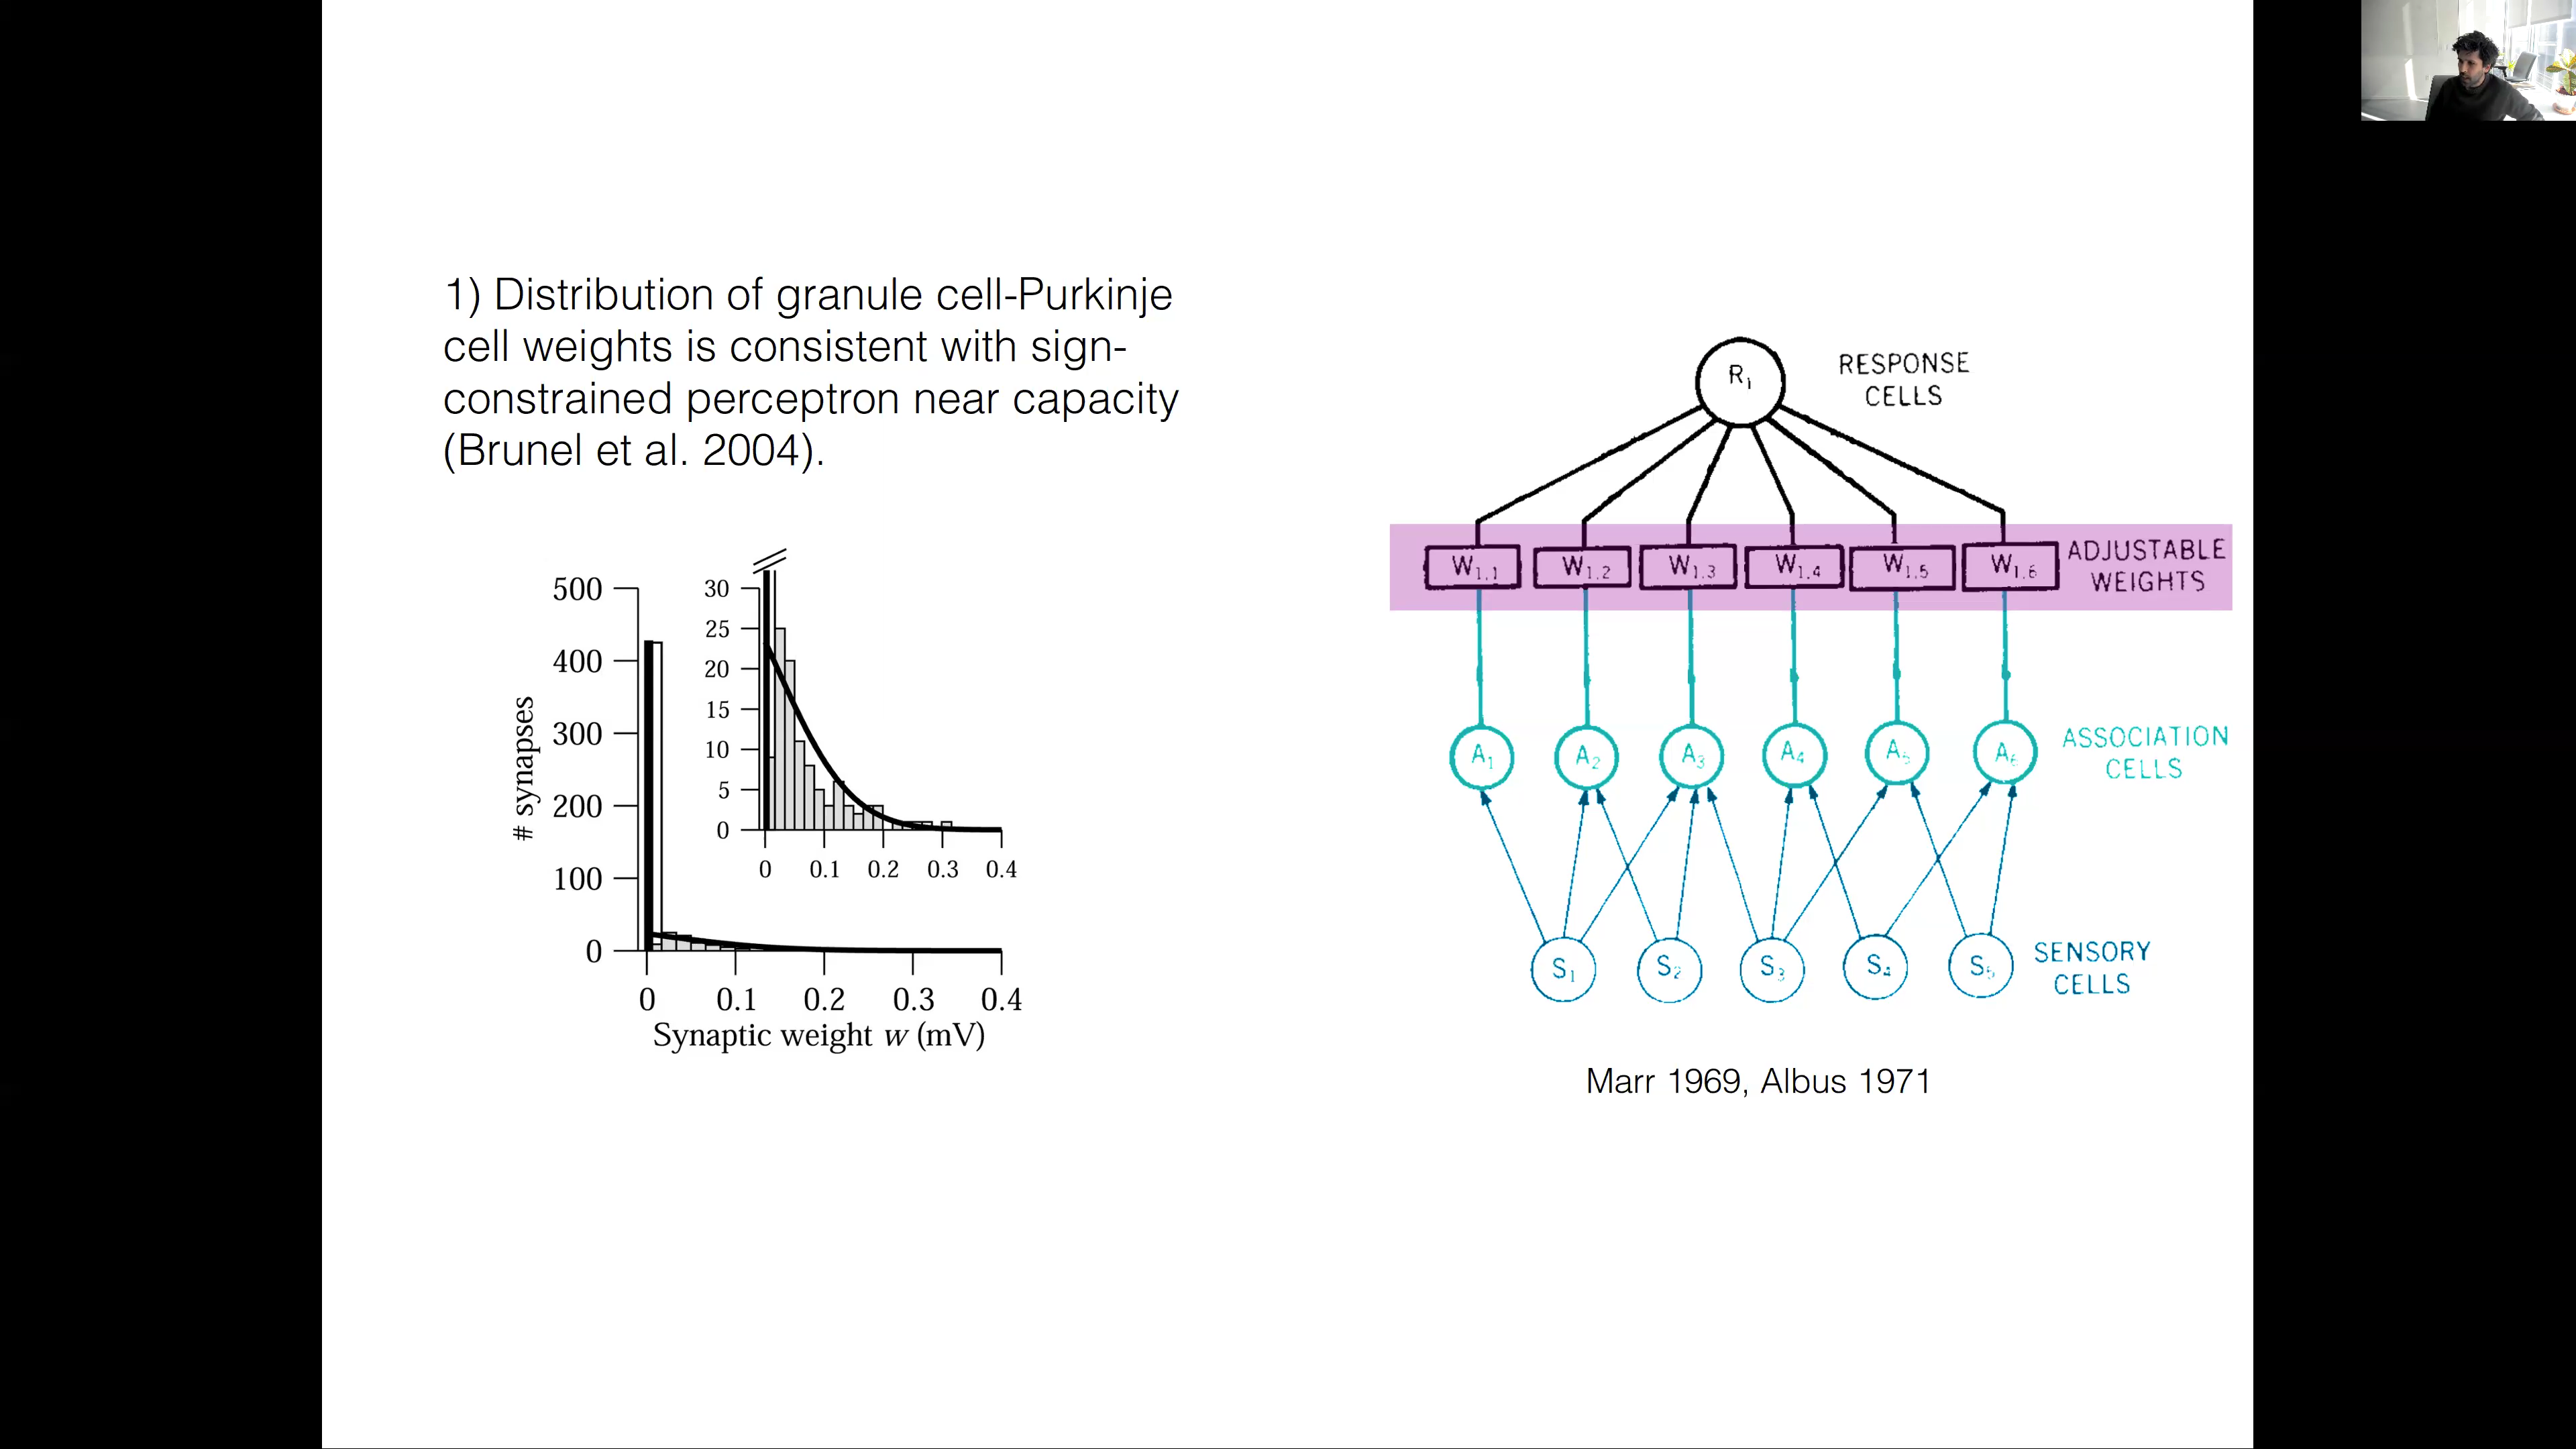 1) Distribution of granule cell-Purkinje
cell weights is consistent with sign-
constrained perceptron near capacity
(Brunel et al. 2004).
# synapses
500
400
300
200
100
0
0 0.1 0.2 0.3 0.4
Synaptic weight w (mV)
30
25
20
15
10
5
0
0 0.1 0.2 0.3 0.4
R1
RESPONSE
CELLS
W1,1 W1,2 W1,3 W1,4 W1,5 W1,6
ADJUSTABLE
WEIGHTS
A1 A2 A3 A4 A5 A6
ASSOCIATION
CELLS
S1 S2 S3 S4 S5
SENSORY
CELLS
Marr 1969, Albus 1971